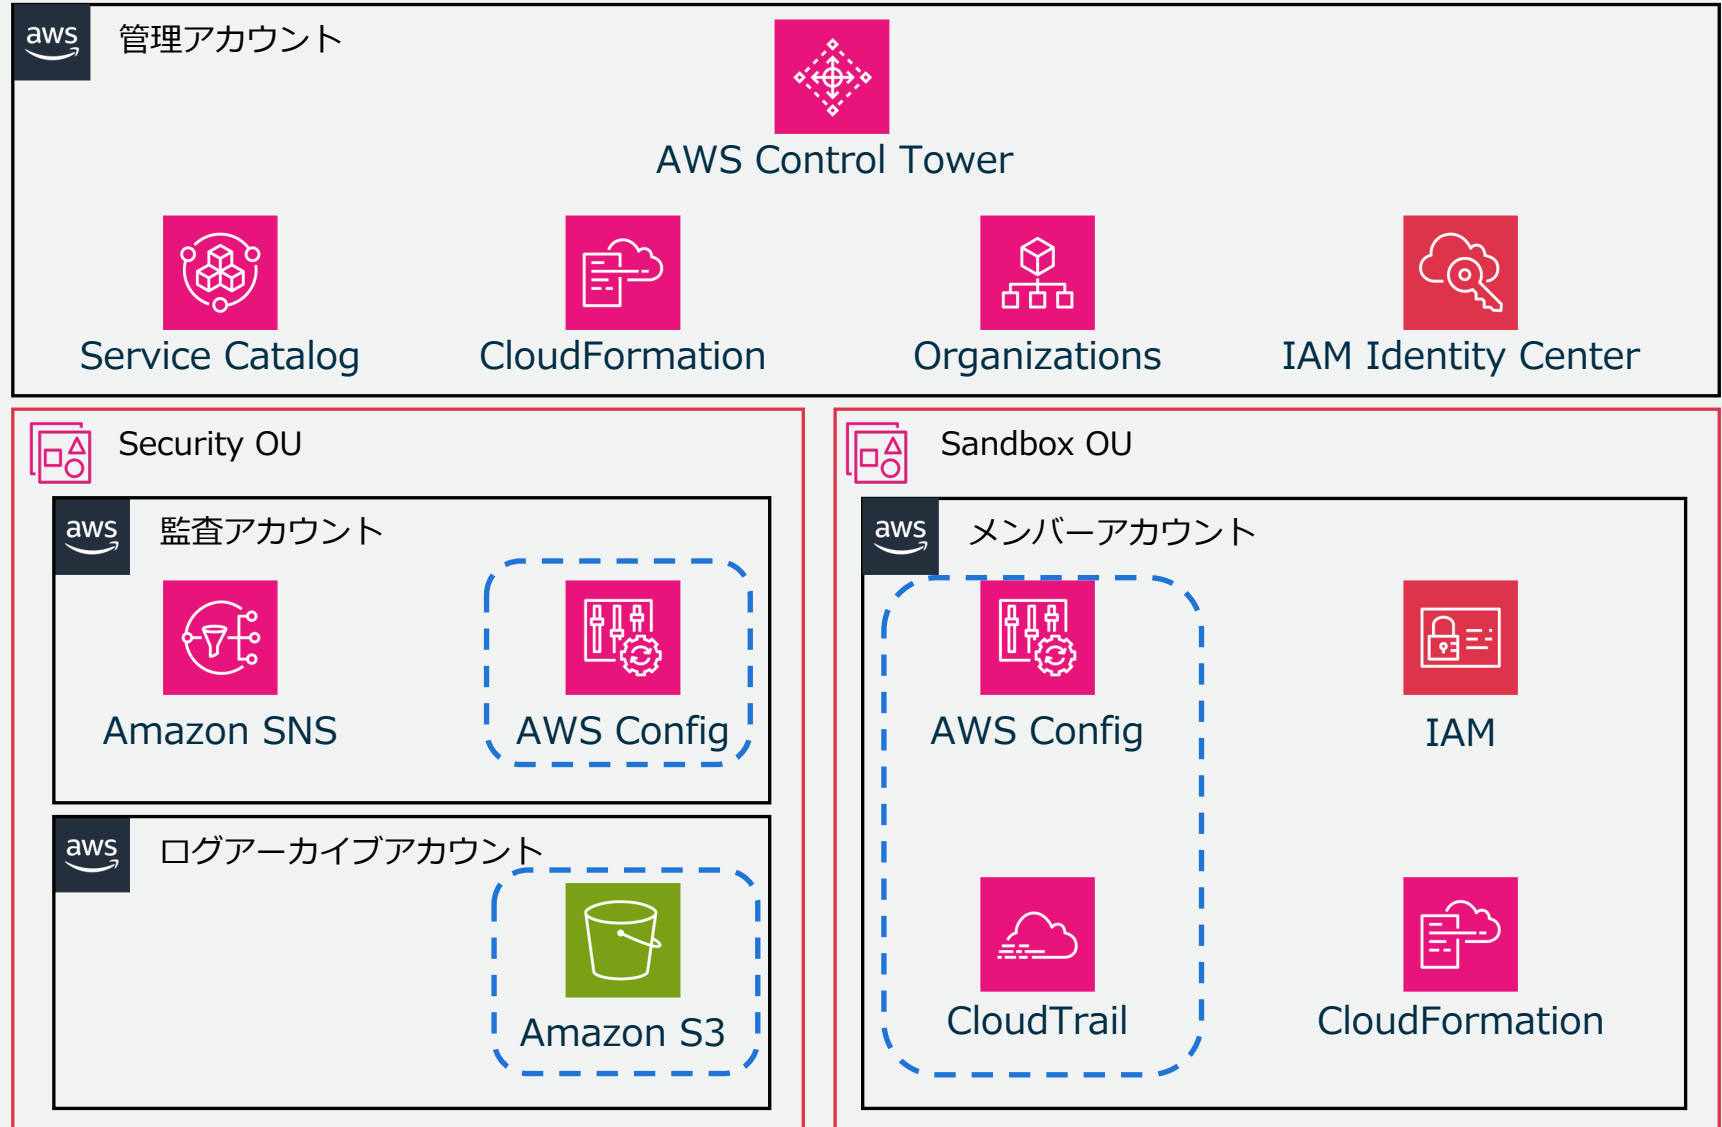 aws 管理アカウント
AWS Control Tower
Service Catalog
CloudFormation
Organizations
IAM Identity Center
Security OU
aws 監査アカウント
Amazon SNS
AWS Config
aws ログアーカイブアカウント
Amazon S3
Sandbox OU
aws メンバーアカウント
AWS Config
IAM
CloudTrail
CloudFormation